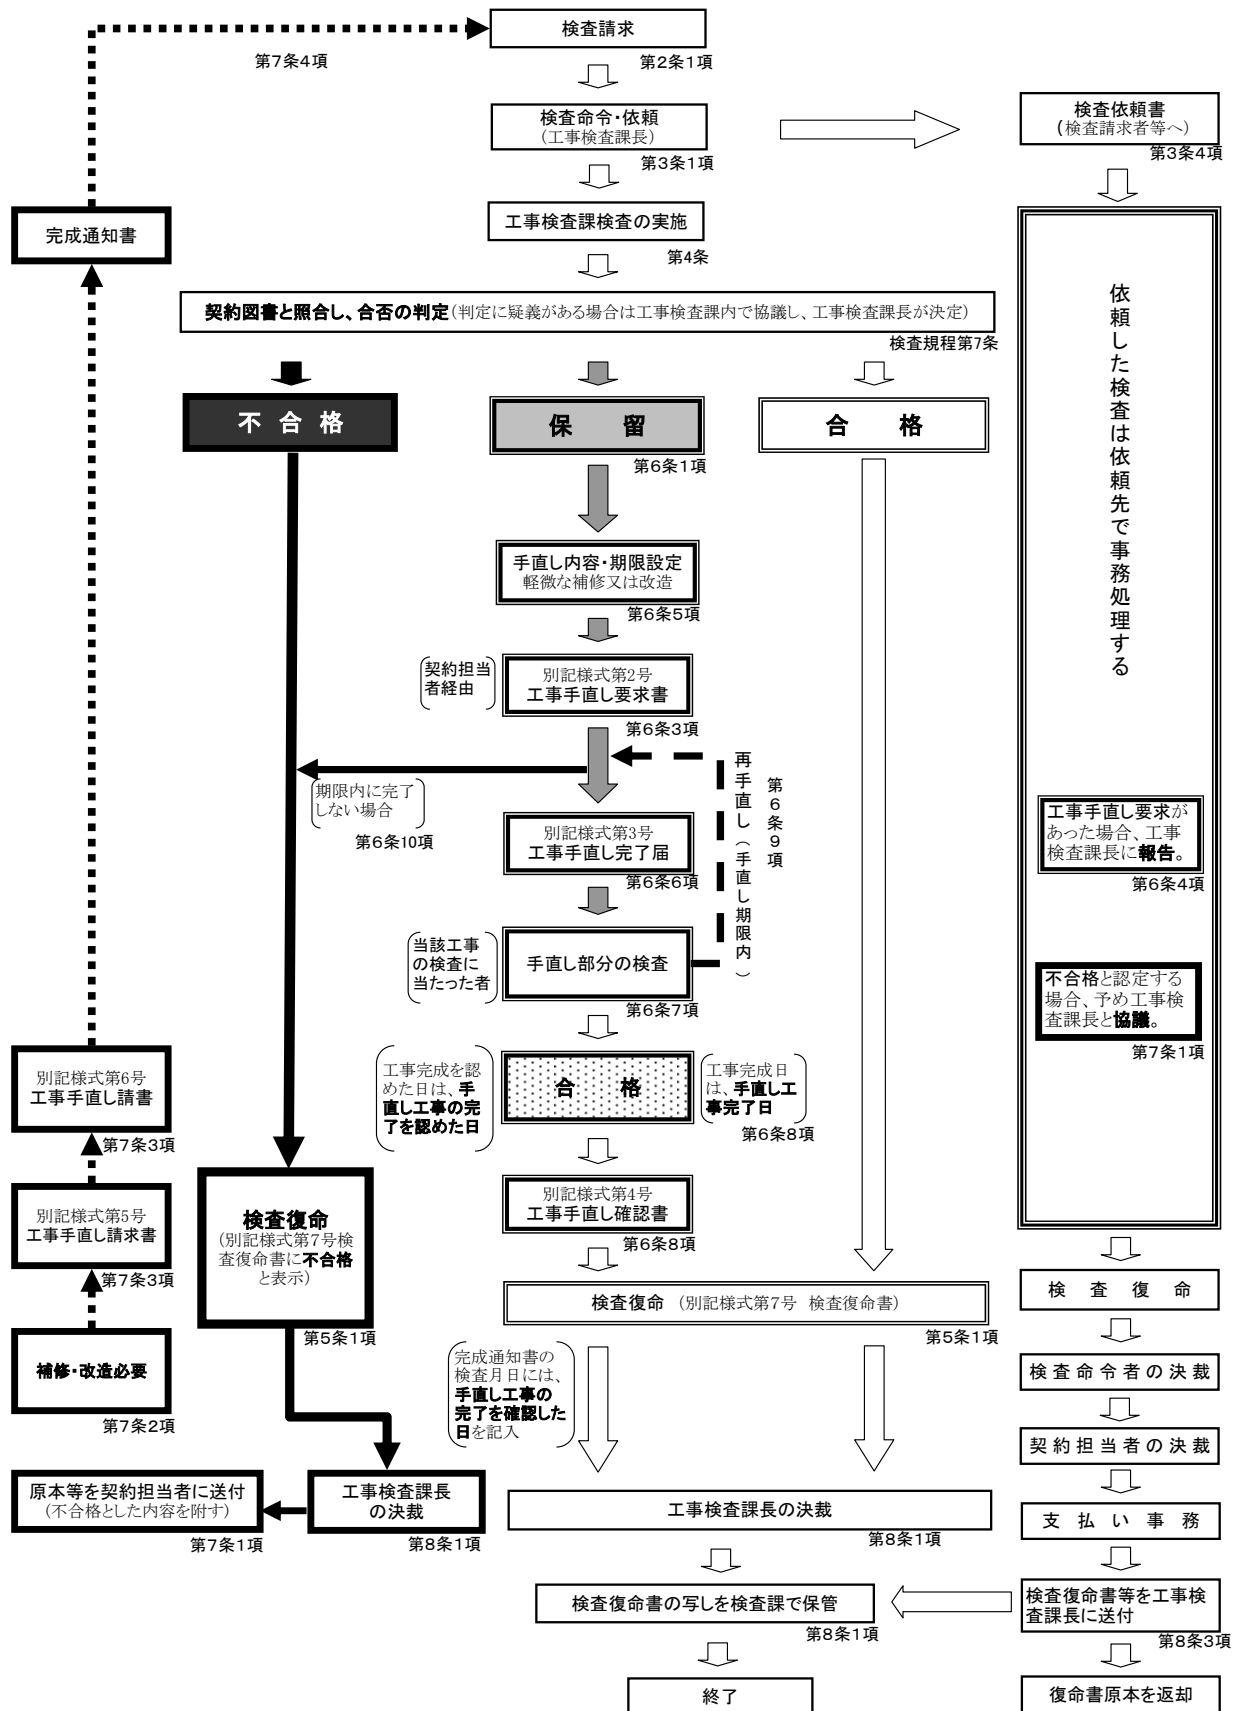 検査請求
第7条4項
第2条1項
検査命令・依頼
(工事検査課長)
第3条1項
検査依頼書
(検査請求者等へ)
第3条4項
完成通知書
工事検査課検査の実施
第4条
契約図書と照合し、合否の判定(判定に疑義がある場合は工事検査課内で協議し、工事検査課長が決定)
検査規程第7条
不 合 格
保 留
合 格
第6条1項
手直し内容・期限設定
軽微な補修又は改造
第6条5項
契約担当
者経由
別記様式第2号
工事手直し要求書
第6条3項
期限内に完了
しない場合
第6条10項
再手直し(手直し期限内)
第6条9項
別記様式第3号
工事手直し完了届
第6条6項
当該工事
の検査に
当たった者
手直し部分の検査
第6条7項
工事完成を認
めた日は、手
直し工事の完
了を認めた日
合 格
工事完成日
は、手直し工
事完了日
第6条8項
別記様式第4号
工事手直し確認書
第6条8項
依頼した検査は依頼先で事務処理する
工事手直し要求が
あった場合、工事
検査課長に報告。
第6条4項
不合格と認定する
場合、予め工事検
査課長と協議。
第7条1項
別記様式第6号
工事手直し請書
第7条3項
別記様式第5号
工事手直し請求書
第7条3項
補修・改造必要
第7条2項
検査復命
(別記様式第7号検
査復命書に不合格
と表示)
第5条1項
検査復命 (別記様式第7号 検査復命書)
第5条1項
完成通知書の
検査月日には、
手直し工事の
完了を確認した
日を記入
検 査 復 命
検査命令者の決裁
契約担当者の決裁
支 払 い 事 務
原本等を契約担当者に送付
(不合格とした内容を附す)
第7条1項
工事検査課長
の決裁
第8条1項
工事検査課長の決裁
第8条1項
検査復命書の写しを検査課で保管
第8条1項
検査復命書等を工事検
査課長に送付
第8条3項
終了
復命書原本を返却